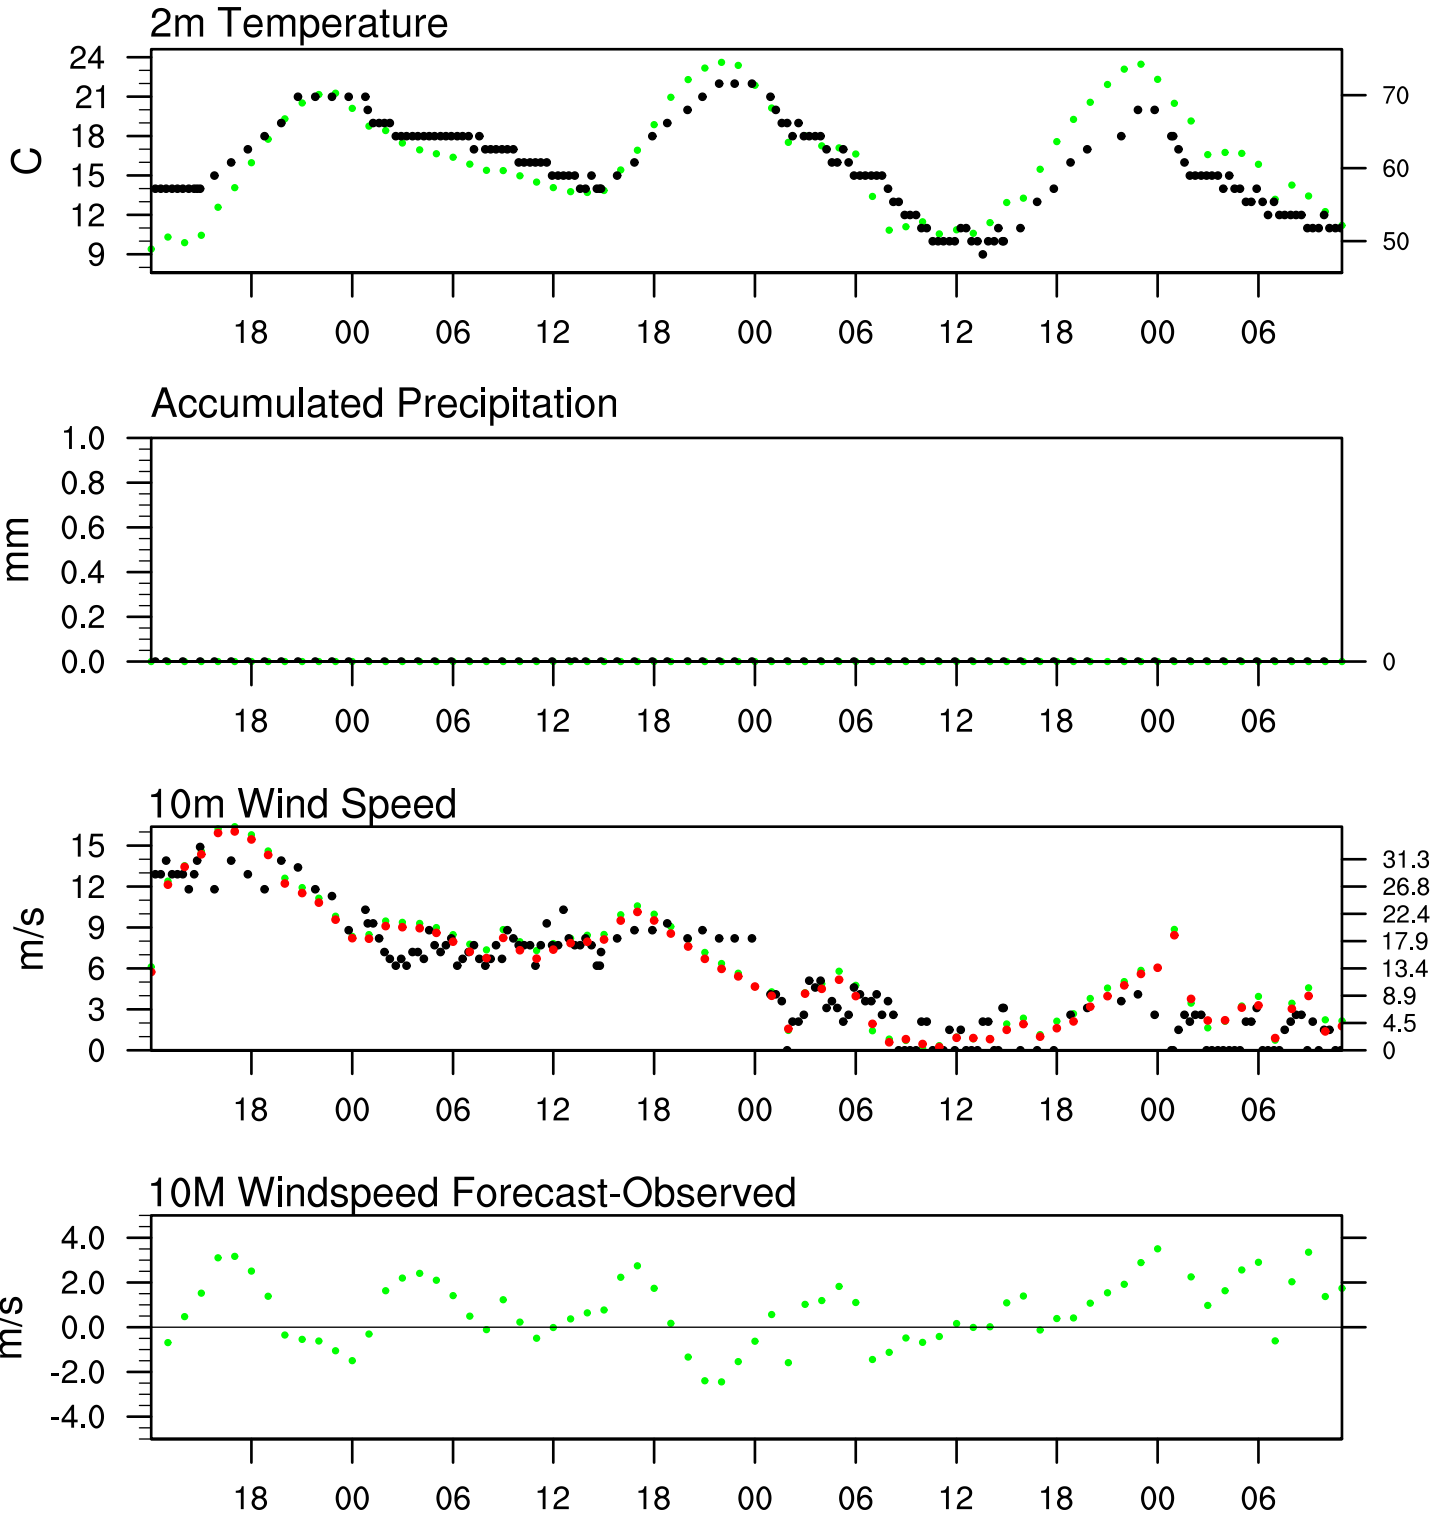 2m Temperature
24
21
18
15
12
9
C
70
60
50
18 00 06 12 18 00 06 12 18 00 06
Accumulated Precipitation
1.0
0.8
0.6
0.4
0.2
0.0
mm
0
18 00 06 12 18 00 06 12 18 00 06
10m Wind Speed
15
12
9
6
3
0
m/s
31.3
26.8
22.4
17.9
13.4
8.9
4.5
0
18 00 06 12 18 00 06 12 18 00 06
10M Windspeed Forecast-Observed
4.0
2.0
0.0
-2.0
-4.0
m/s
18 00 06 12 18 00 06 12 18 00 06